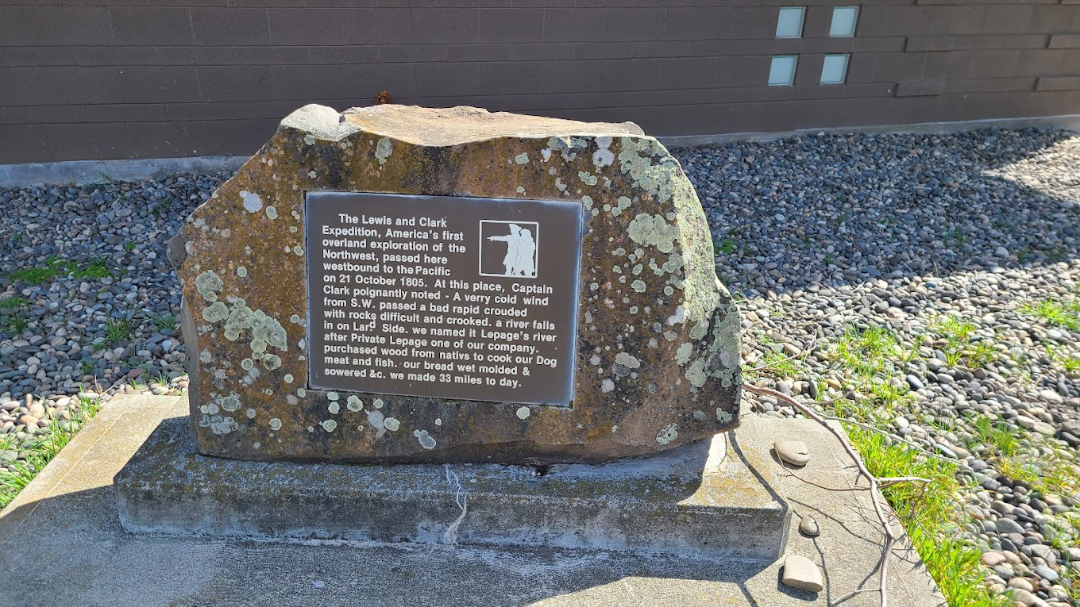 The Lewis and Clark
Expedition, America's first
overland exploration of the
Northwest, passed here
westbound to the Pacific
on 21 October 1805. At this place, Captain
Clark poignantly noted - A verry cold wind
from S.W. passed a bad rapid crouded
with rocks difficult and crooked. a river falls
in on Lard Side. we named it Lepage's river
after Private Lepage one of our company.
purchased wood from nativs to cook our Dog
meat and fish. our bread wet molded &
sowered &c. we made 33 miles to day.